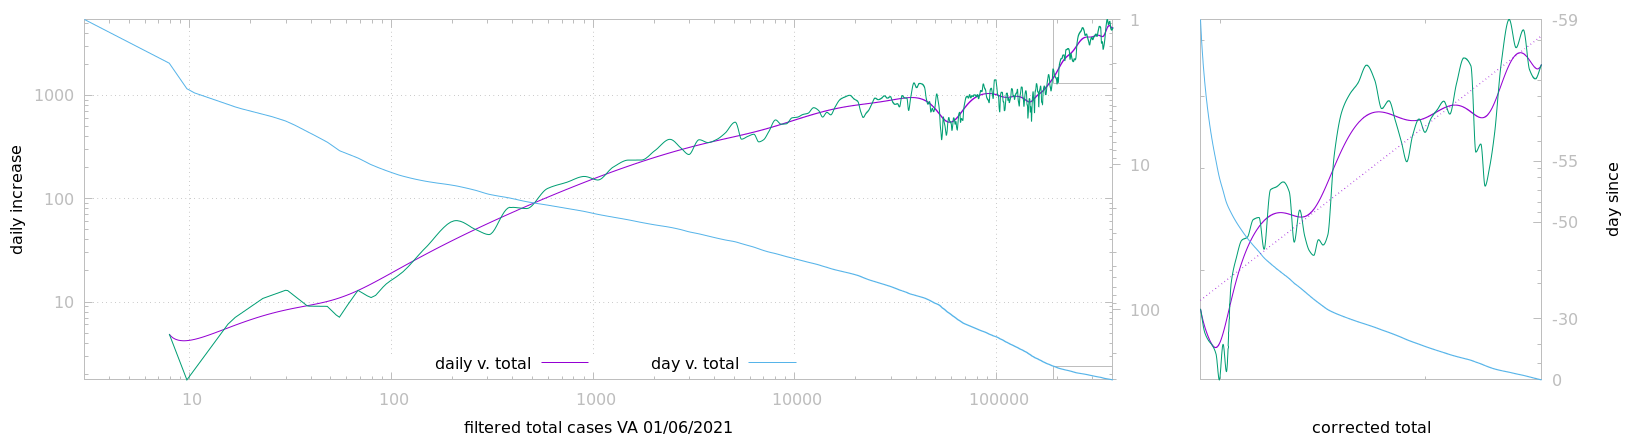 1000
100
10
daily increase
10
100
1000
10000
100000
filtered total cases VA 01/06/2021
daily v. total
day v. total
1
10
100
-59
-55
-50
-30
0
day since
corrected total